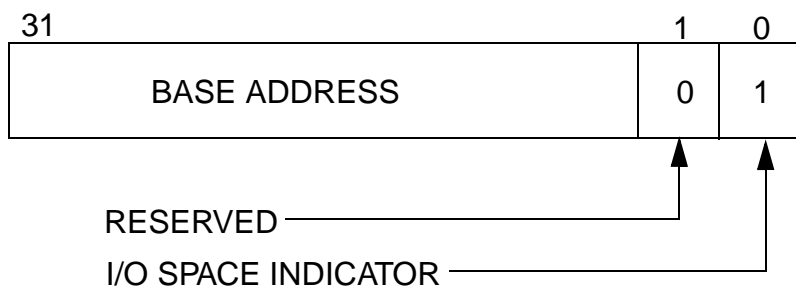 31 1 0
BASE ADDRESS 0 1
RESERVED
I/O SPACE INDICATOR